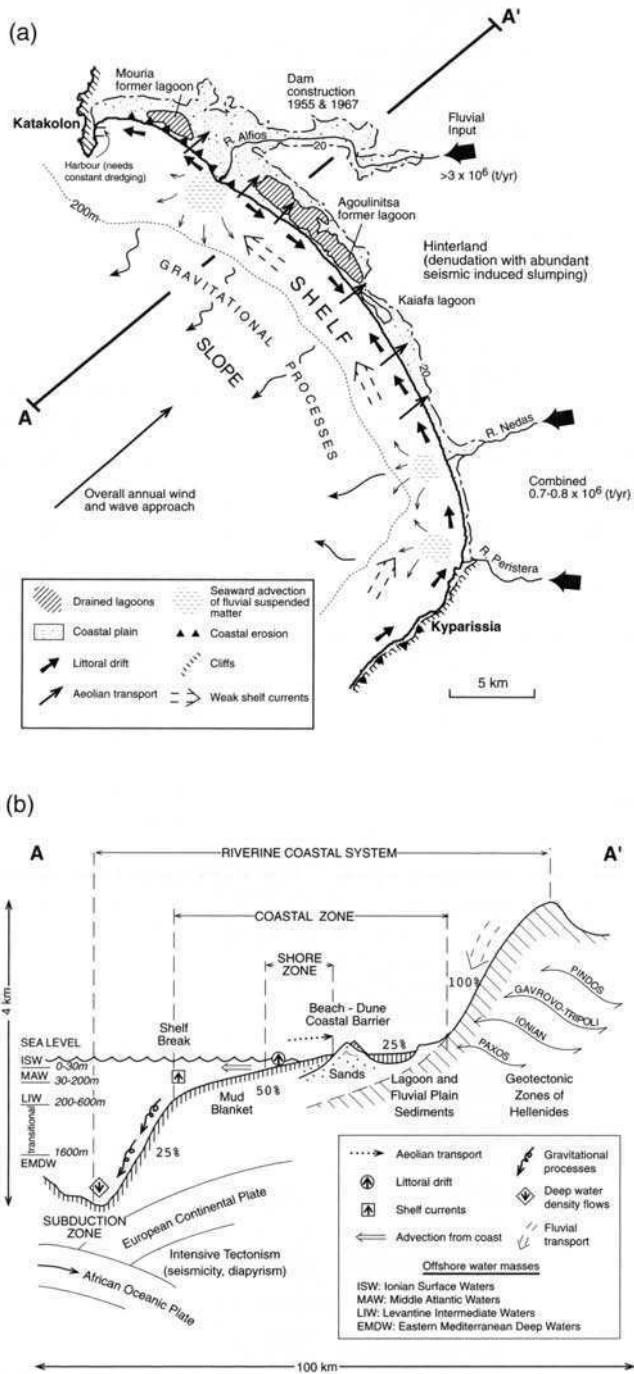 (a)
A'
Mouria
former lagoon
Dam
construction
1955 & 1967
Katakolon
R. Alfios
20
Fluvial
Input
>3 x 10⁶ (t/yr)
Harbour (needs
constant dredging)
200m
Agoulinitsa
former lagoon
Hinterland
(denudation with abundant
seismic induced slumping)
SHELF
Kaiafa lagoon
GRAVITATIONAL
PROCESSES
SLOPE
20
A
R. Nedas
Overall annual wind
and wave approach
Combined
0.7-0.8 x 10⁶ (t/yr)
R. Peristera
Kyparissia
Drained lagoons
Seaward advection
of fluvial suspended
matter
Coastal plain
Coastal erosion
Littoral drift
Cliffs
Aeolian transport
Weak shelf currents
5 km
(b)
A
A'
RIVERINE COASTAL SYSTEM
COASTAL ZONE
SHORE
ZONE
4 km
100%
Beach - Dune
Coastal Barrier
PINDOS
GAVROVO-TRIPOLI
IONIAN
PAXOS
SEA LEVEL
Shelf
Break
25%
ISW
0-30m
MAW
30-200m
LIW
200-600m
transitional
1600m
EMDW
50%
Mud
Blanket
Sands
Lagoon and
Fluvial Plain
Sediments
Geotectonic
Zones of
Hellenides
25%
SUBDUCTION
ZONE
European Continental Plate
Intensive Tectonism
(seismicity, diapyrism)
African Oceanic Plate
Aeolian transport
Gravitational
processes
Littoral drift
Shelf currents
Deep water
density flows
Advection from coast
Fluvial
transport
Offshore water masses
ISW: Ionian Surface Waters
MAW: Middle Atlantic Waters
LIW: Levantine Intermediate Waters
EMDW: Eastern Mediterranean Deep Waters
100 km